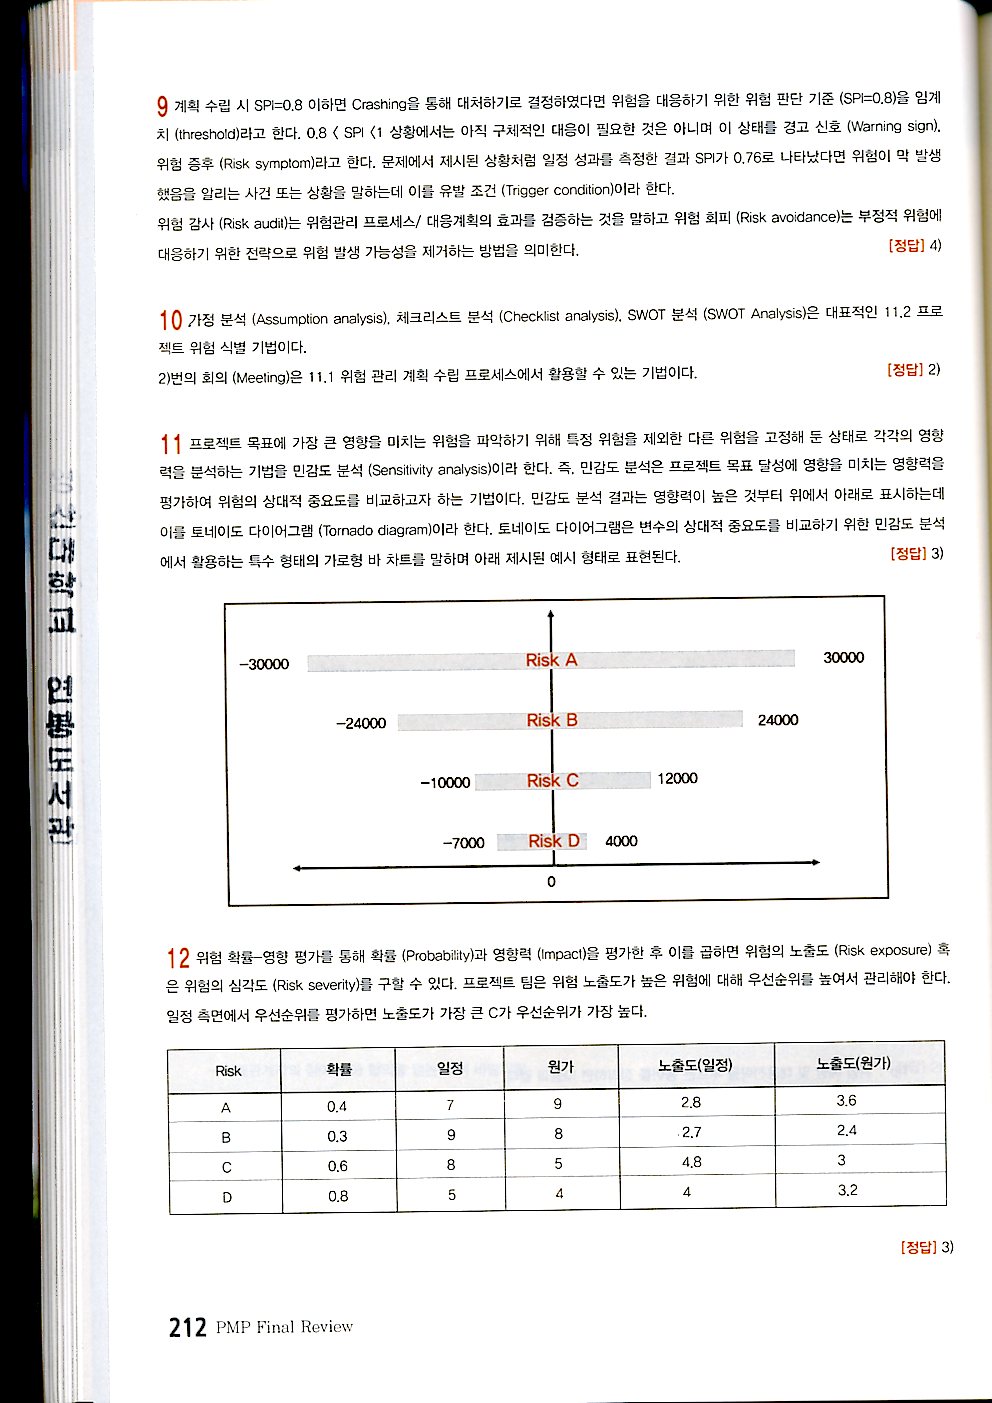 9 계획 수립 시 SPI=0.8 이하면 Crashing을 통해 대처하기로 결정하였다면 위험을 대응하기 위한 위험 판단 기준 (SPI=0.8)을 임계
치 (threshold)라고 한다. 0.8 < SPI <1 상황에서는 아직 구체적인 대응이 필요한 것은 아니며 이 상태를 경고 신호 (Warning sign),
위험 증후 (Risk symptom)라고 한다. 문제에서 제시된 상황처럼 일정 성과를 측정한 결과 SPI가 0.76로 나타났다면 위험이 막 발생
했음을 알리는 사건 또는 상황을 말하는데 이를 유발 조건 (Trigger condition)이라 한다.
위험 감사 (Risk audit)는 위험관리 프로세스/ 대응계획의 효과를 검증하는 것을 말하고 위험 회피 (Risk avoidance)는 부정적 위험에
대응하기 위한 전략으로 위험 발생 가능성을 제거하는 방법을 의미한다. [정답] 4)
10 가정 분석 (Assumption analysis), 체크리스트 분석 (Checklist analysis), SWOT 분석 (SWOT Analysis)은 대표적인 11.2 프로
젝트 위험 식별 기법이다.
2)번의 회의 (Meeting)은 11.1 위험 관리 계획 수립 프로세스에서 활용할 수 있는 기법이다. [정답] 2)
11 프로젝트 목표에 가장 큰 영향을 미치는 위험을 파악하기 위해 특정 위험을 제외한 다른 위험을 고정해 둔 상태로 각각의 영향
력을 분석하는 기법을 민감도 분석 (Sensitivity analysis)이라 한다. 즉, 민감도 분석은 프로젝트 목표 달성에 영향을 미치는 영향력을
평가하여 위험의 상대적 중요도를 비교하고자 하는 기법이다. 민감도 분석 결과는 영향력이 높은 것부터 위에서 아래로 표시하는데
이를 토네이도 다이어그램 (Tornado diagram)이라 한다. 토네이도 다이어그램은 변수의 상대적 중요도를 비교하기 위한 민감도 분석
에서 활용하는 특수 형태의 가로형 바 차트를 말하며 아래 제시된 예시 형태로 표현된다. [정답] 3)
-30000 Risk A 30000
-24000 Risk B 24000
-10000 Risk C 12000
-7000 Risk D 4000
0
12 위험 확률-영향 평가를 통해 확률 (Probability)과 영향력 (Impact)을 평가한 후 이를 곱하면 위험의 노출도 (Risk exposure) 혹
은 위험의 심각도 (Risk severity)를 구할 수 있다. 프로젝트 팀은 위험 노출도가 높은 위험에 대해 우선순위를 높여서 관리해야 한다.
일정 측면에서 우선순위를 평가하면 노출도가 가장 큰 C가 우선순위가 가장 높다.
Risk 확률 일정 원가 노출도(일정) 노출도(원가)
A 0.4 7 9 2.8 3.6
B 0.3 9 8 2.7 2.4
C 0.6 8 5 4.8 3
D 0.8 5 4 4 3.2
[정답] 3)
212 PMP Final Review
대학교 연봉도서관